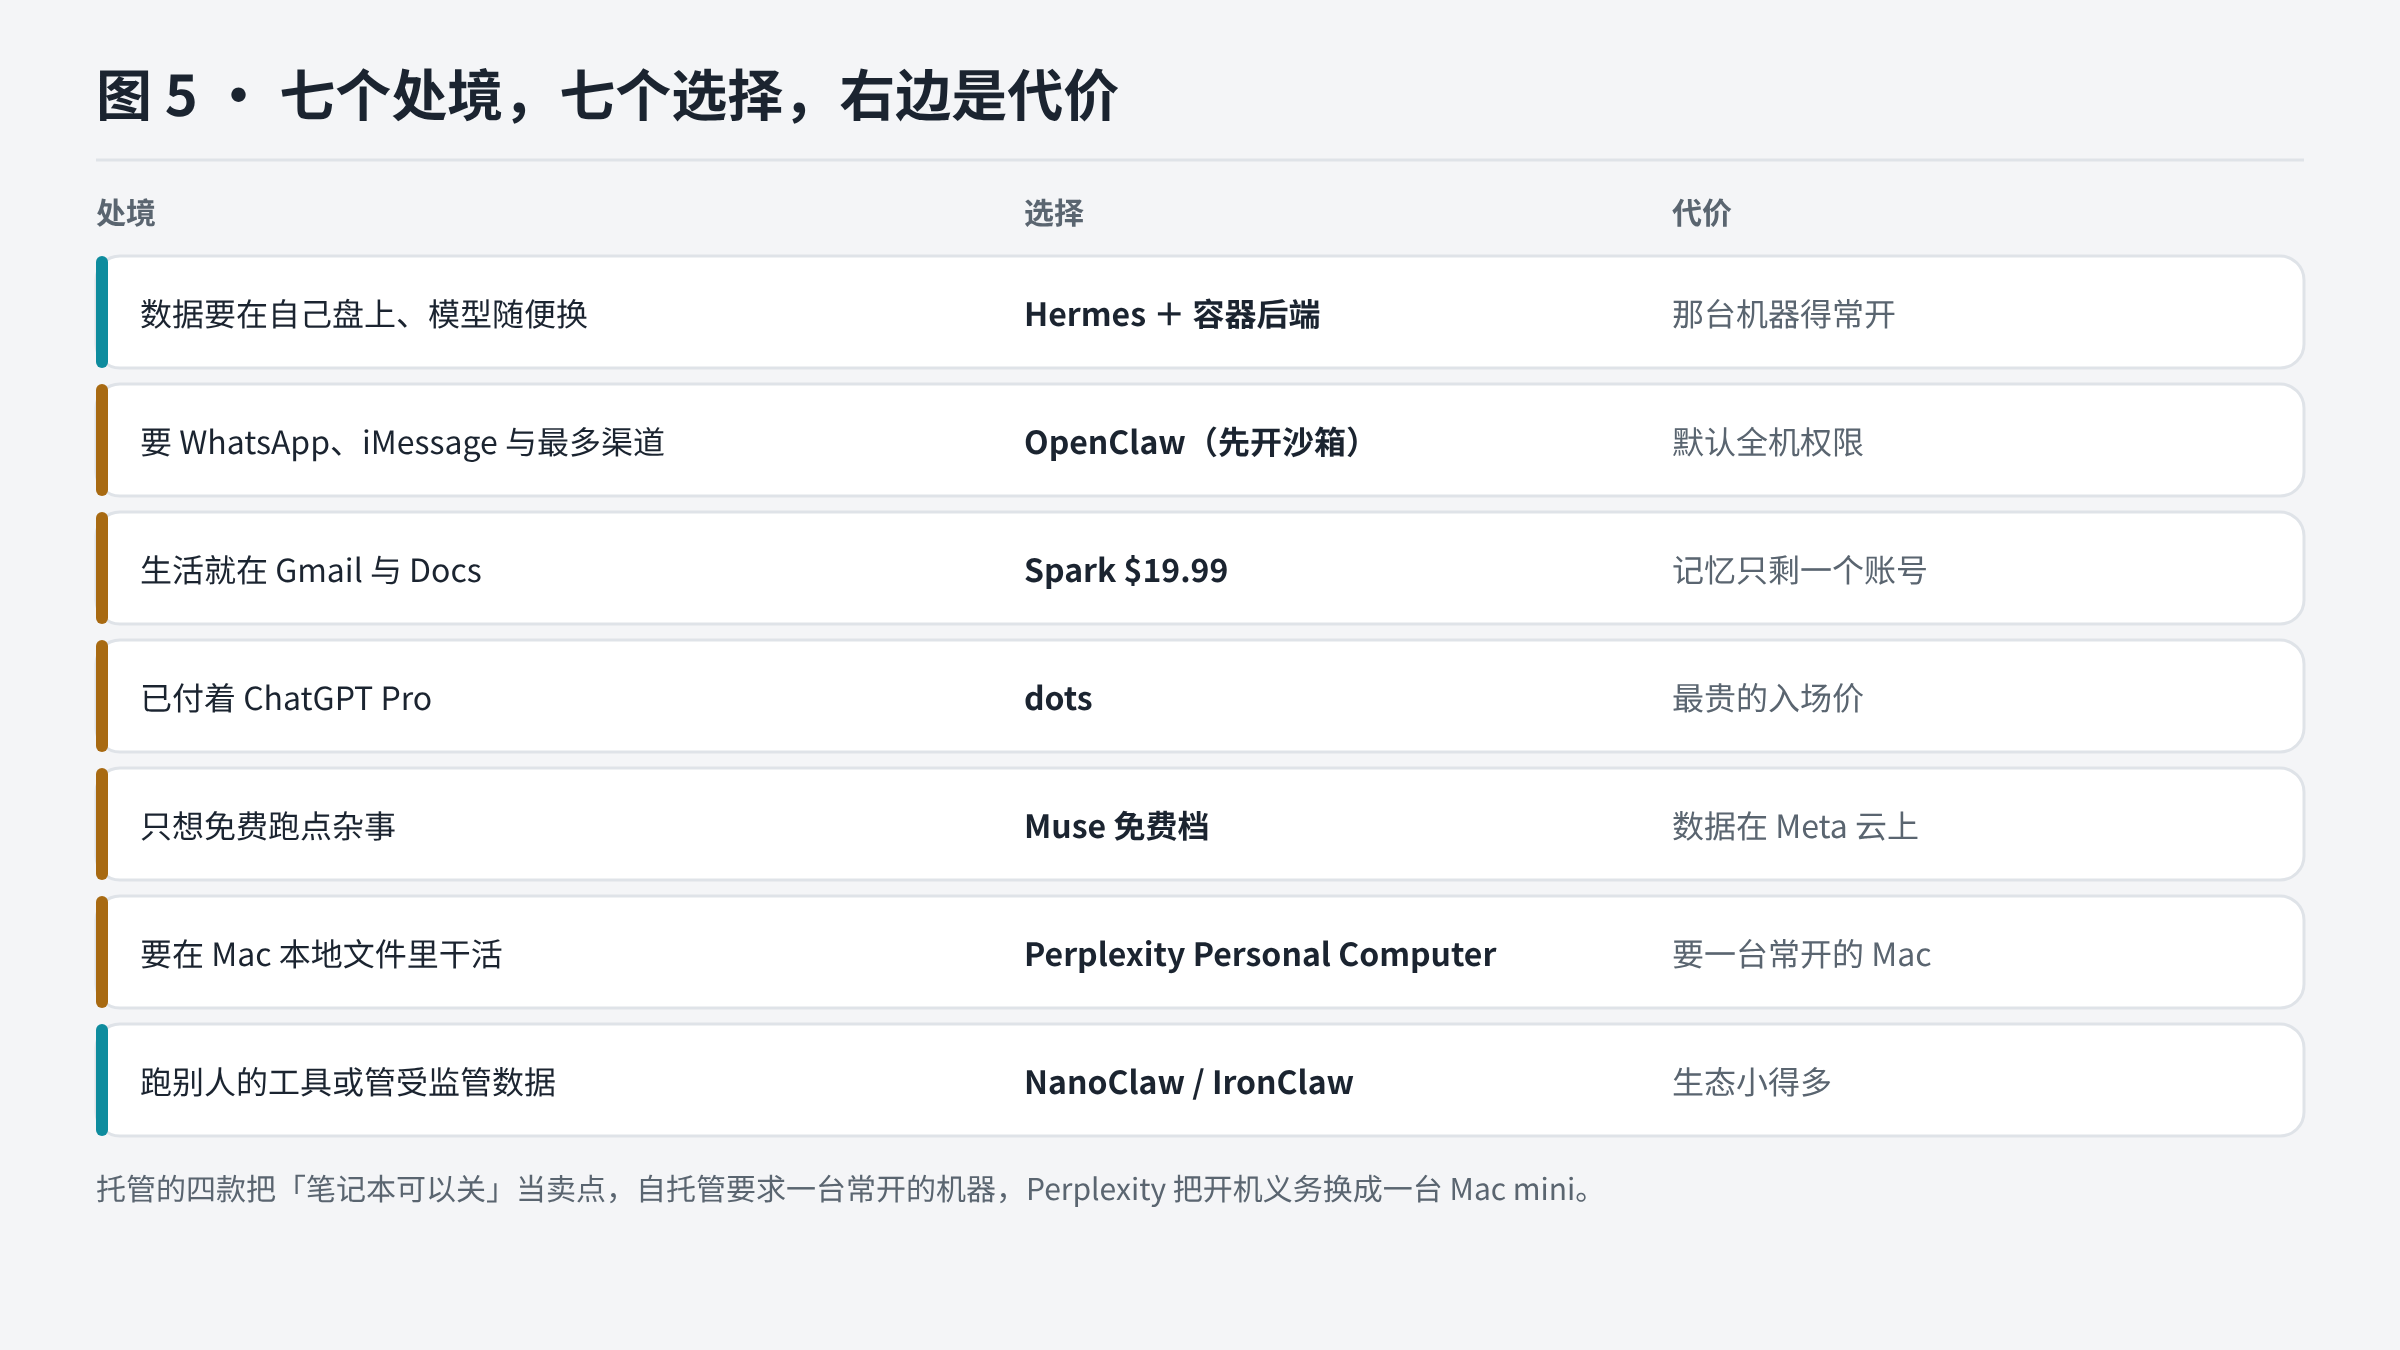 图 5 · 七个处境，七个选择，右边是代价
处境 选择 代价
数据要在自己盘上、模型随便换 Hermes + 容器后端 那台机器得常开
要 WhatsApp、iMessage 与最多渠道 OpenClaw（先开沙箱） 默认全机权限
生活就在 Gmail 与 Docs Spark $19.99 记忆只剩一个账号
已付着 ChatGPT Pro dots 最贵的入场价
只想免费跑点杂事 Muse 免费档 数据在 Meta 云上
要在 Mac 本地文件里干活 Perplexity Personal Computer 要一台常开的 Mac
跑别人的工具或管受监管数据 NanoClaw / IronClaw 生态小得多
托管的四款把「笔记本可以关」当卖点，自托管要求一台常开的机器，Perplexity 把开机义务换成一台 Mac mini。